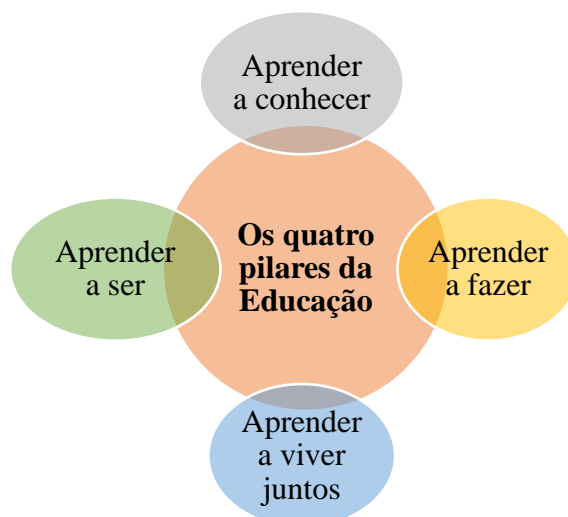 Aprender
a conhecer
Os quatro
pilares da
Educação
Aprender
a ser
Aprender
a fazer
Aprender
a viver
juntos